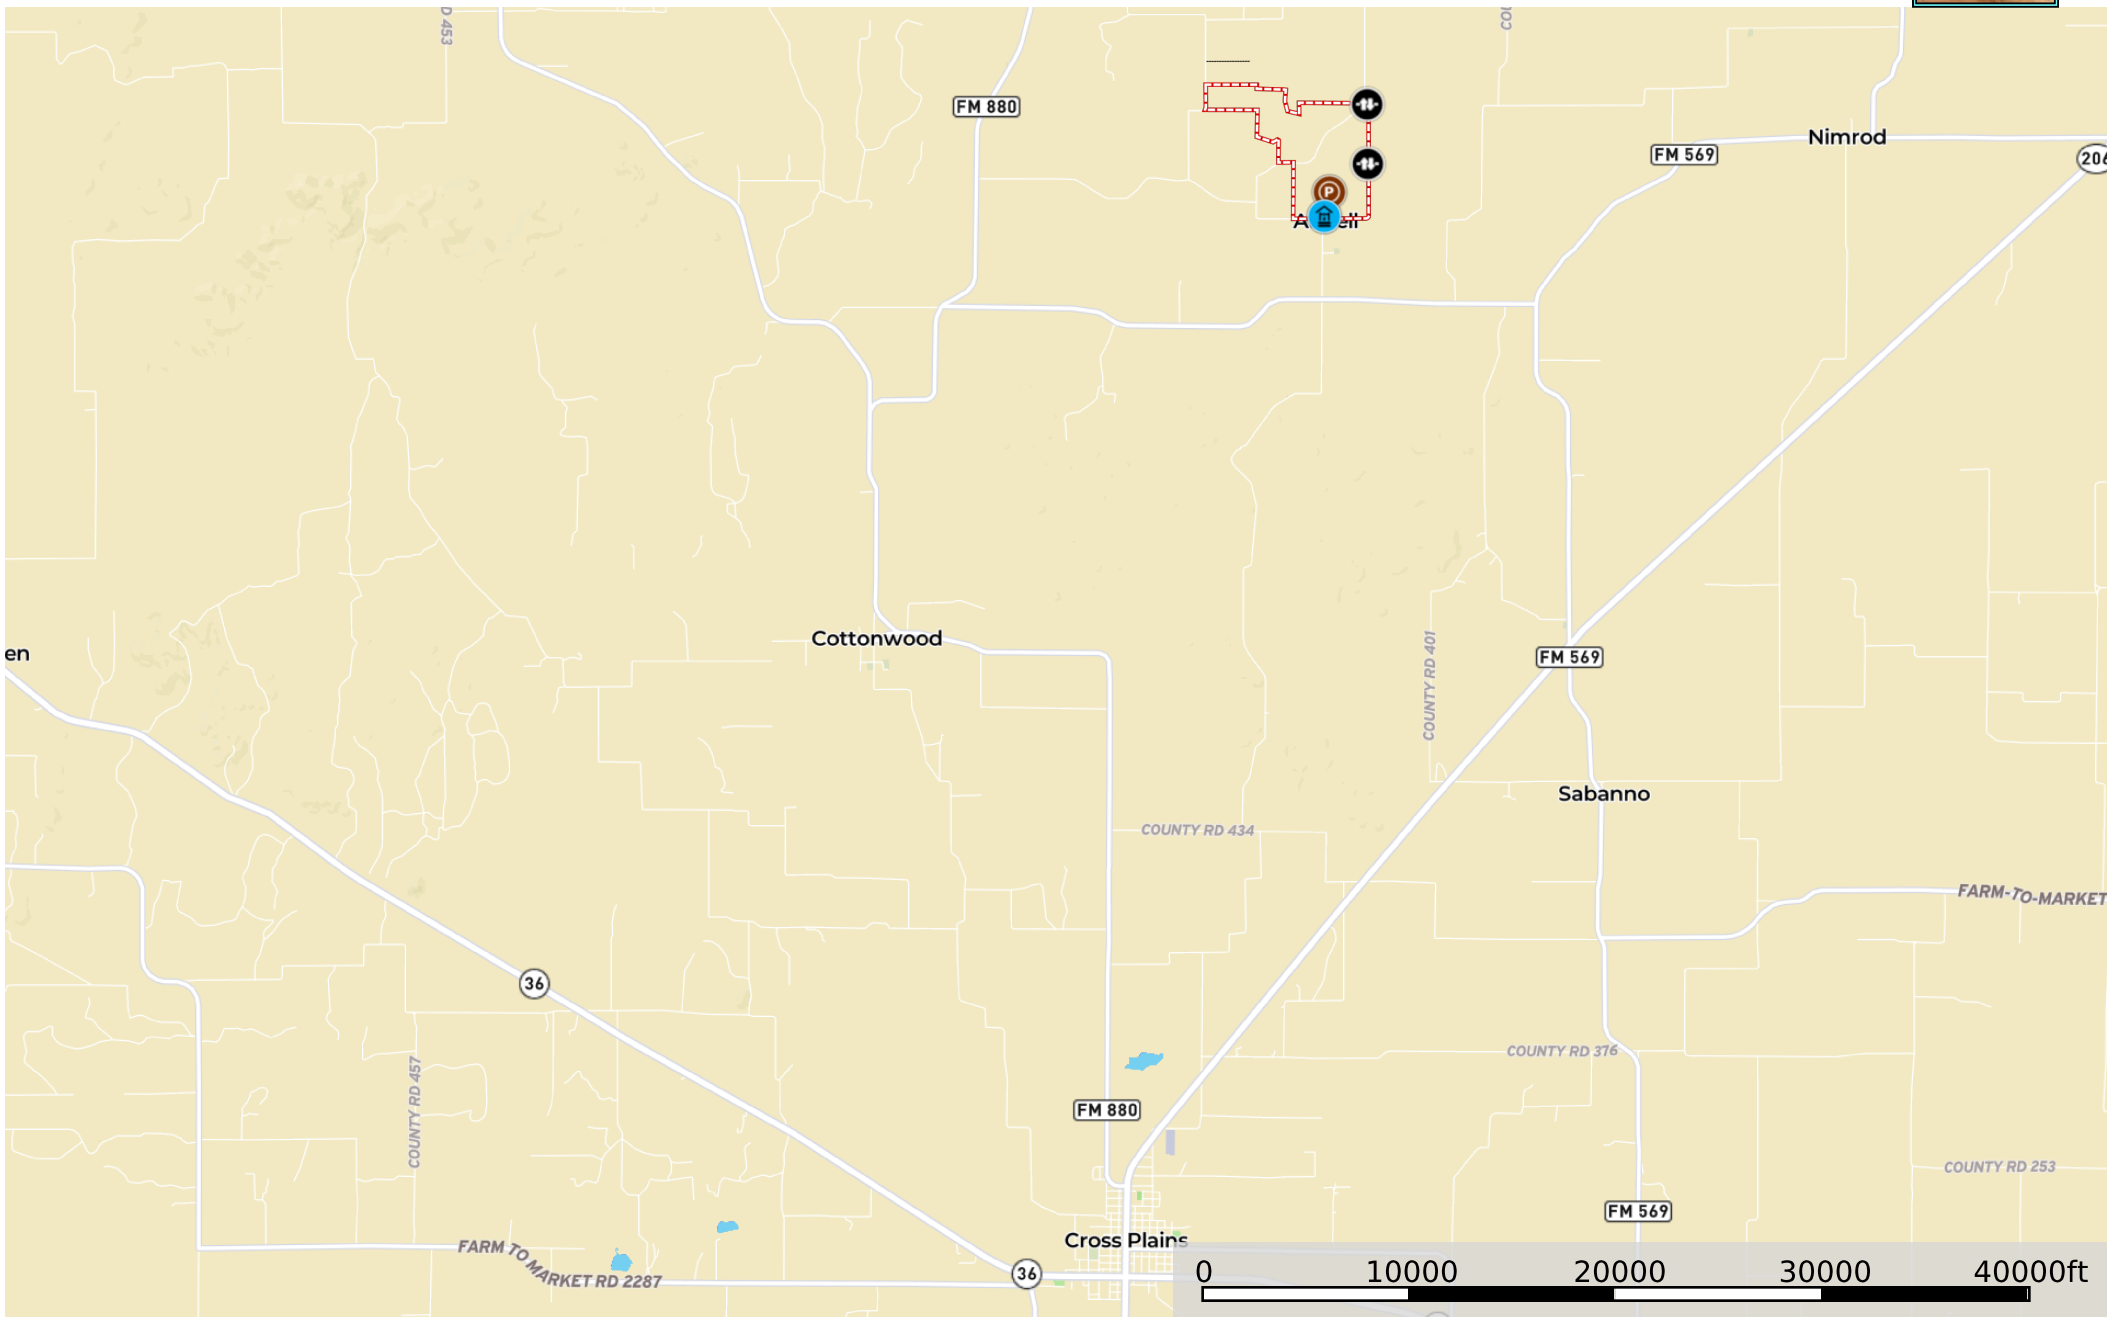 FM 880
Nimrod
FM 569
206
Cottonwood
en
FM 569
COUNTY RD 401
Sabanno
COUNTY RD 434
FARM-TO-MARKET
36
COUNTY RD 376
COUNTY RD 457
FM 880
COUNTY RD 253
FM 569
Cross Plains
FARM TO MARKET RD 2287
36
0 10000 20000 30000 40000ft